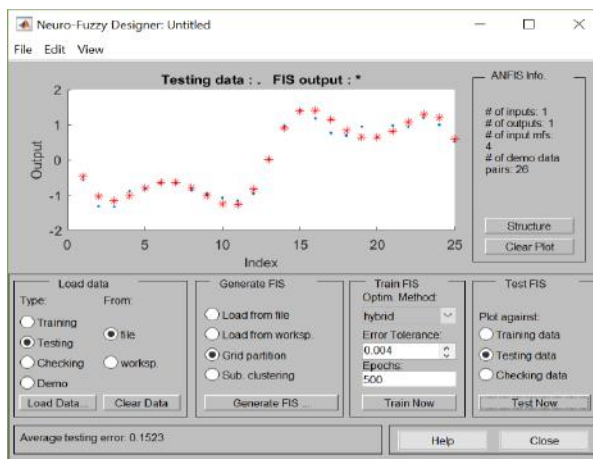 Neuro-Fuzzy Designer: Untitled
File Edit View
Testing data : . FIS output : *
2
1
0
-1
-2
Output
0 5 10 15 20 25
Index
ANFIS Info.
# of inputs: 1
# of outputs: 1
# of input mfs:
4
# of demo data
pairs: 26
Structure
Clear Plot
Load data
Type: From:
Training
Testing
Checking
Demo
file
worksp.
Load Data...
Clear Data
Generate FIS
Load from file
Load from worksp.
Grid partition
Sub. clustering
Generate FIS ...
Train FIS
Optim. Method:
hybrid
Error Tolerance:
0.004
Epochs:
500
Train Now
Test FIS
Plot against:
Training data
Testing data
Checking data
Test Now
Average testing error: 0.1523
Help
Close